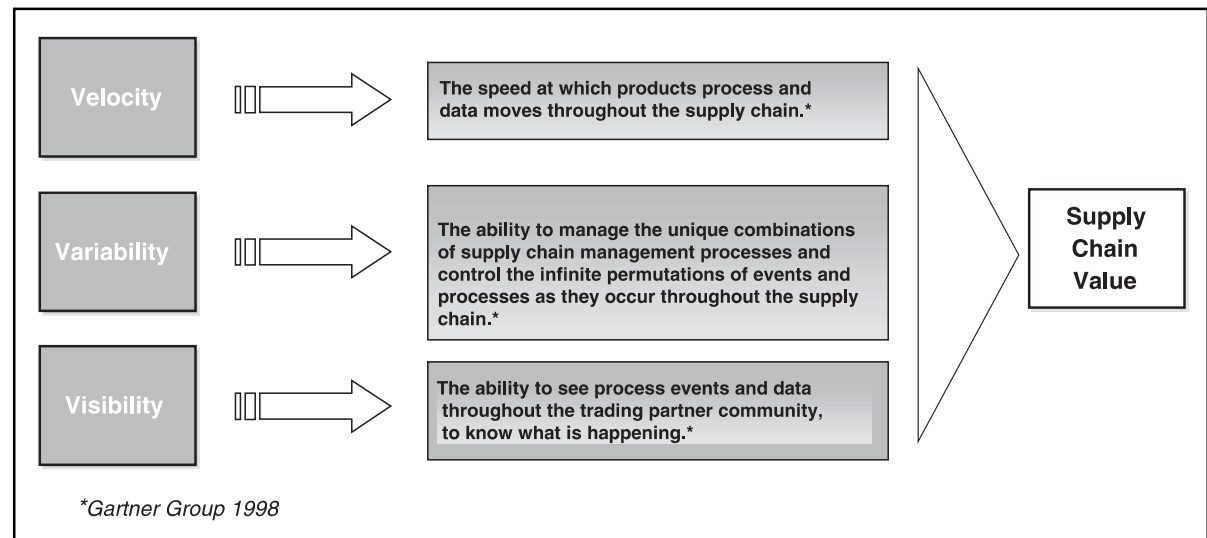 Velocity
The speed at which products process and
data moves throughout the supply chain.*
Variability
The ability to manage the unique combinations
of supply chain management processes and
control the infinite permutations of events and
processes as they occur throughout the supply
chain.*
Visibility
The ability to see process events and data
throughout the trading partner community,
to know what is happening.*
Supply
Chain
Value
*Gartner Group 1998